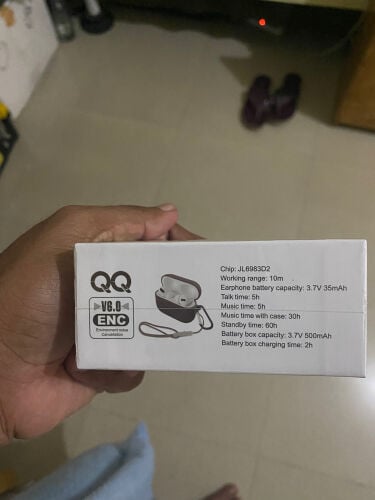 QQ
V6.0
ENC
Environment noise
Cancellation
Chip: JL6983D2
Working range: 10m
Earphone battery capacity: 3.7V 35mAh
Talk time: 5h
Music time: 5h
Music time with case: 30h
Standby time: 60h
Battery box capacity: 3.7V 500mAh
Battery box charging time: 2h